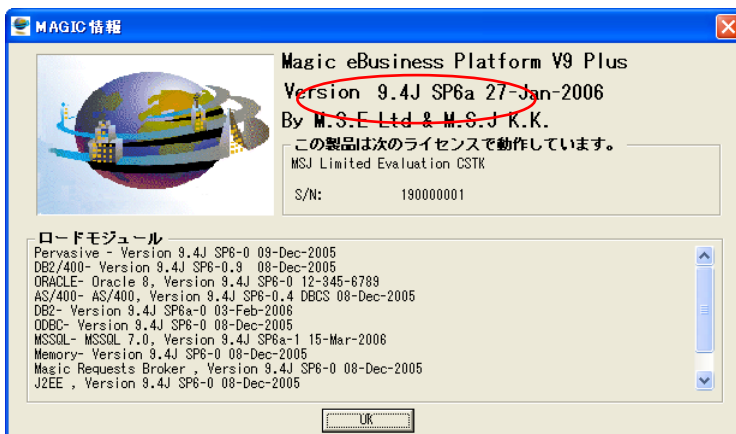 MAGIC情報
Magic eBusiness Platform V9 Plus
Version 9.4J SP6a 27-Jan-2006
By M.S.E Ltd & M.S.J K.K.
この製品は次のライセンスで動作しています。
MSJ Limited Evaluation CSTK
S/N: 190000001
ロードモジュール
Pervasive - Version 9.4J SP6-0 09-Dec-2005
DB2/400- Version 9.4J SP6-0.9 08-Dec-2005
ORACLE- Oracle 8, Version 9.4J SP6-0 12-345-6789
AS/400- AS/400, Version 9.4J SP6-0.4 DBCS 08-Dec-2005
DB2- Version 9.4J SP6a-0 03-Feb-2006
ODBC- Version 9.4J SP6-0 08-Dec-2005
MSSQL- MSSQL 7.0, Version 9.4J SP6a-1 15-Mar-2006
Memory- Version 9.4J SP6-0 08-Dec-2005
Magic Requests Broker , Version 9.4J SP6-0 08-Dec-2005
J2EE , Version 9.4J SP6-0 08-Dec-2005
OK